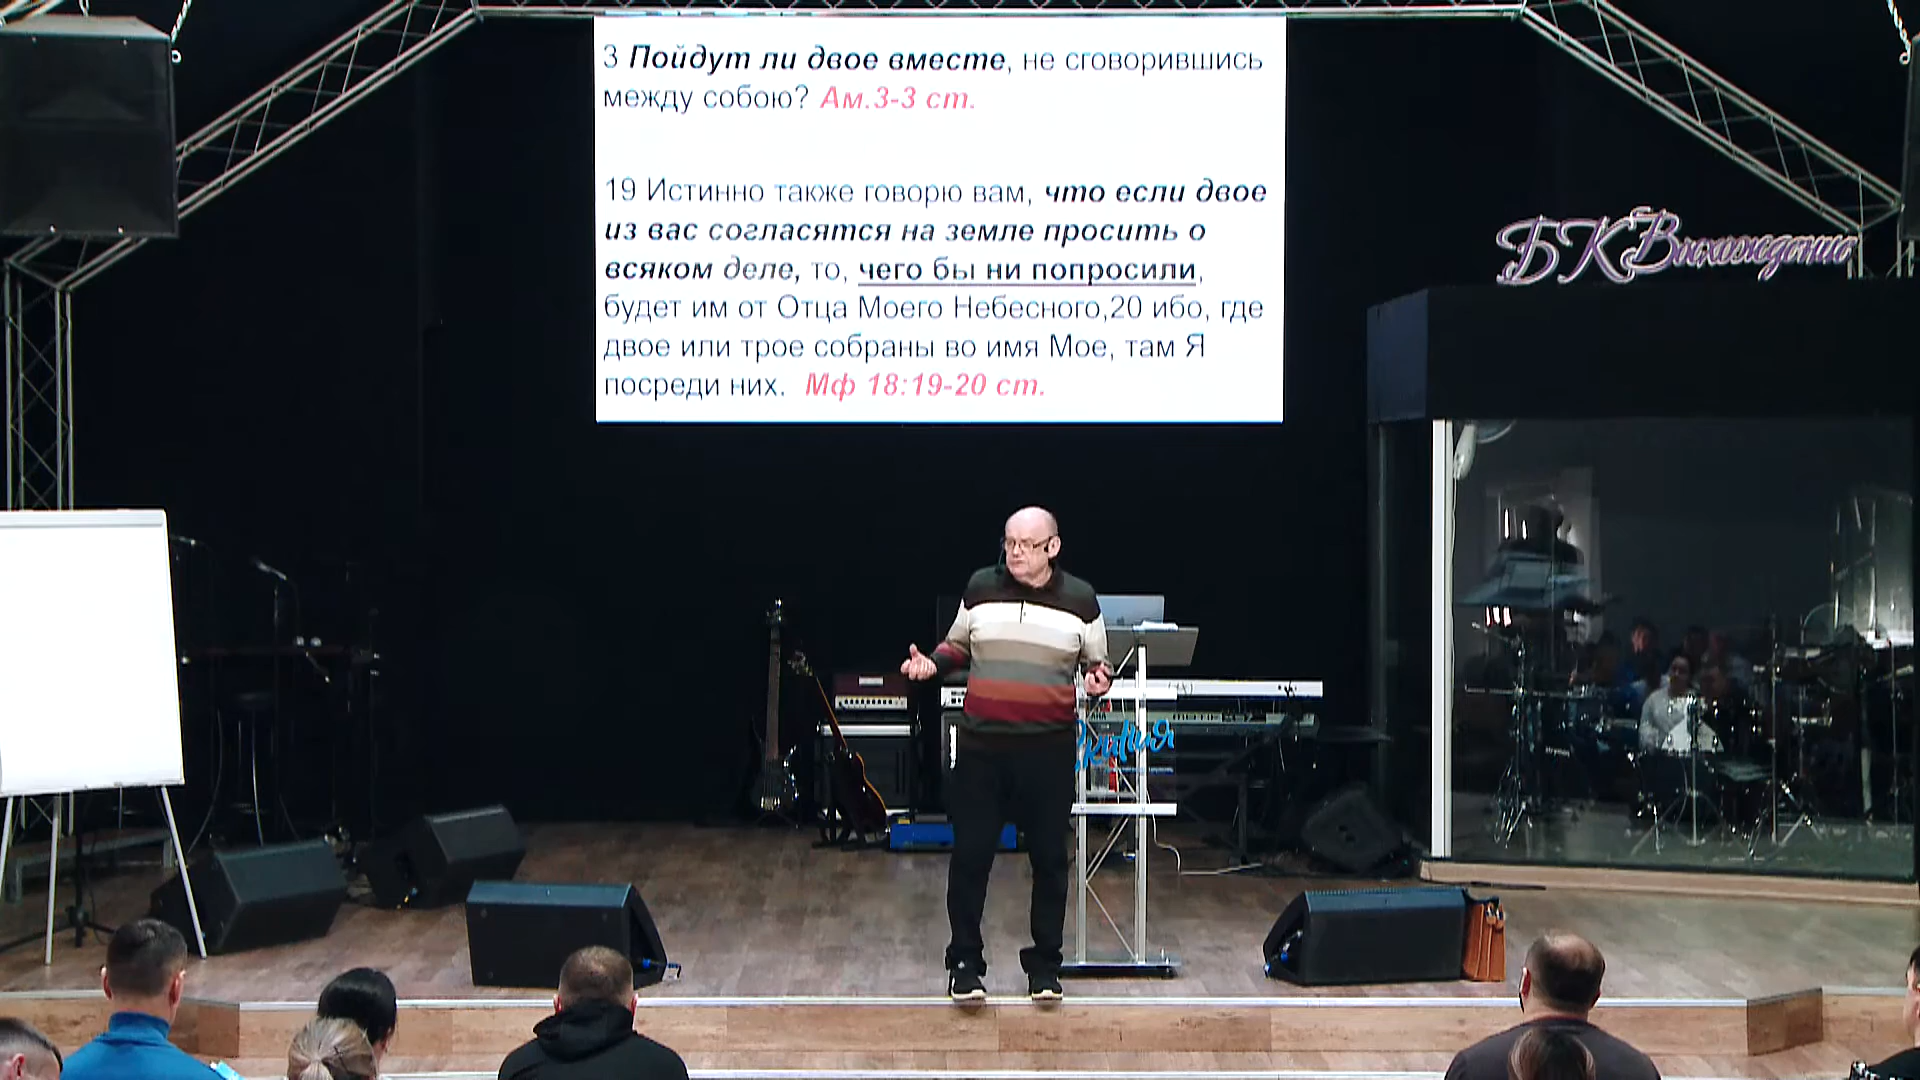 3 Пойдут ли двое вместе, не сговорившись
между собою? Ам.3-3 ст.
19 Истинно также говорю вам, что если двое
из вас согласятся на земле просить о
всяком деле, то, чего бы ни попросили,
будет им от Отца Моего Небесного,20 ибо, где
двое или трое собраны во имя Мое, там Я
посреди них. Мф 18:19-20 ст.
БК Восхождение
Скиния